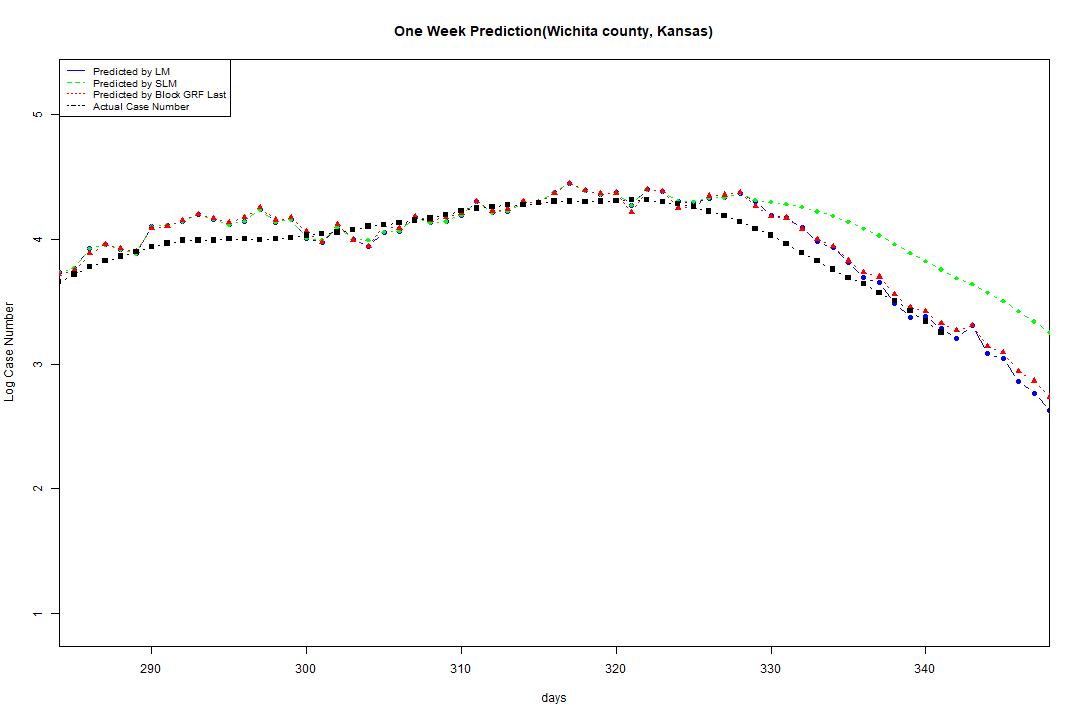 One Week Prediction(Wichita county, Kansas)
Predicted by LM
Predicted by SLM
Predicted by Block GRF Last
Actual Case Number
5
4
3
2
1
Log Case Number
290 300 310 320 330 340
days